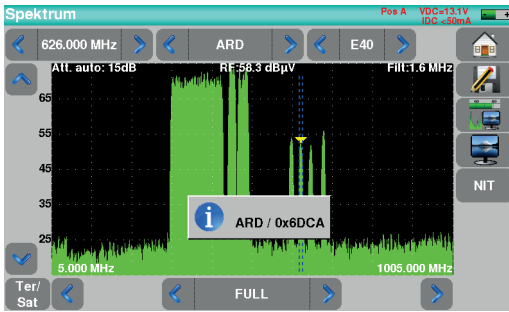 Spektrum
Pos A
VDC=13.1V
IDC <50mA
626.000 MHz
ARD
E40
Att. auto: 15dB
RF:58.3 dBµV
Filt:1.6 MHz
65
55
45
35
25
ARD / 0x6DCA
5.000 MHz
1005.000 MHz
NIT
Ter/
Sat
FULL